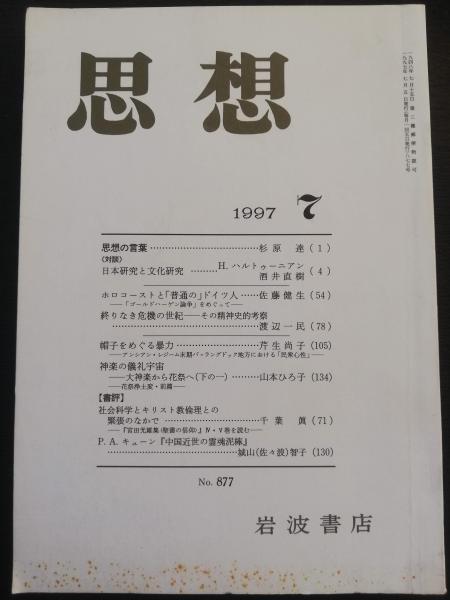 思想
1997 7
思想の言葉……………………………杉原 達（1）
〈対談〉
日本研究と文化研究………H.ハルトゥーニアン
酒井直樹（4）
ホロコーストと「普通の」ドイツ人……佐藤健生（54）
——「ゴールドハーゲン論争」をめぐって——
終りなき危機の世紀——その精神史的考察
……………………………渡辺一民（78）
帽子をめぐる暴力………………芹生尚子（105）
——アンシアン・レジーム末期バ・ラングドック地方における「民衆心性」——
神楽の儀礼宇宙
——大神楽から花祭へ（下の一）………山本ひろ子（134）
——花祭浄土変・前篇——
【書評】
社会科学とキリスト教倫理との
緊張のなかで……………………千葉 眞（71）
——『宮田光雄集〈聖書の信仰〉』Ⅳ・Ⅴ巻を読む——
P. A. キューン『中国近世の霊魂泥棒』
……………………………城山（佐々波）智子（130）
No. 877
岩波書店